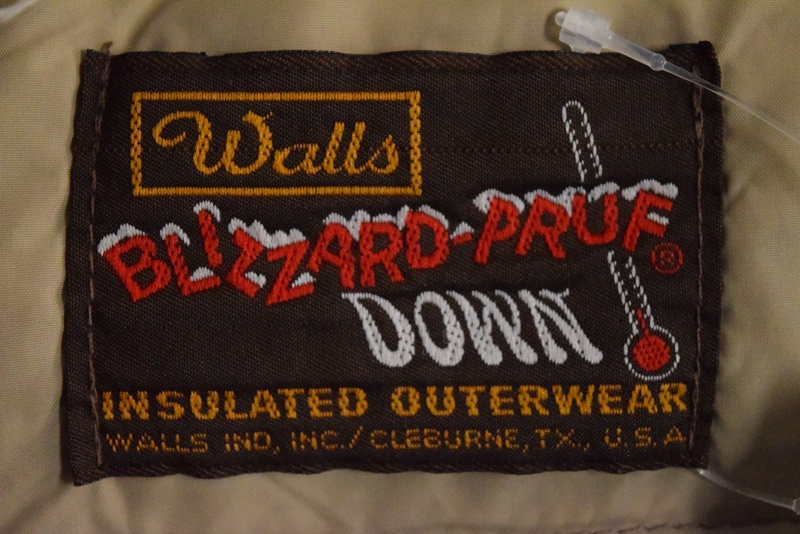 Walls
BLIZZARD-PRUF®
DOWN
INSULATED OUTERWEAR
WALLS IND, INC./CLEBURNE, TX., U.S.A